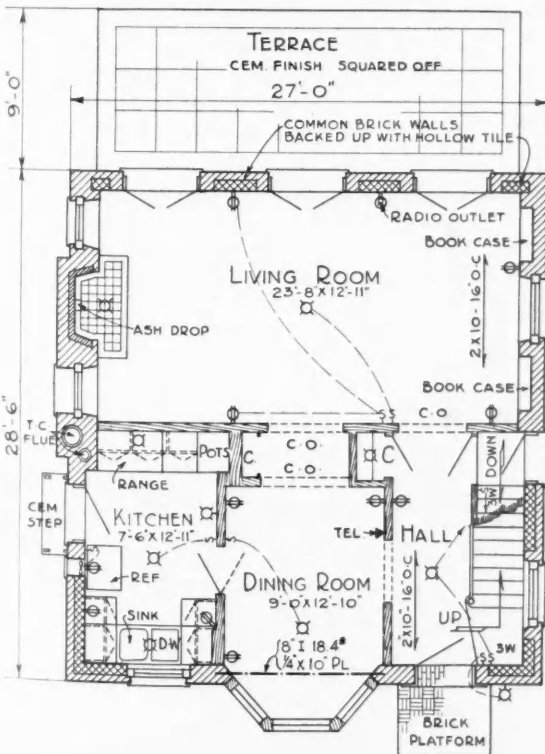 TERRACE
CEM. FINISH SQUARED OFF
27'-0"
9'-0"
COMMON BRICK WALLS
BACKED UP WITH HOLLOW TILE
RADIO OUTLET
BOOK CASE
LIVING ROOM
23'-8"X12'-11"
2X10-16"O.C
ASH DROP
BOOK CASE
28'-6"
T.C.
FLUE
S S
C.O.
POTS
C.
C.O.
C.O.
C
RANGE
3W DOWN
CEM
STEP
KITCHEN
7'-6"X12'-11"
TEL
HALL
REF
DINING ROOM
9'-0"X12'-10"
2X10-16"O.C
UP
SINK
DW
8" I 18.4#
1/4"X10" PL
3W
S S
BRICK
PLATFORM